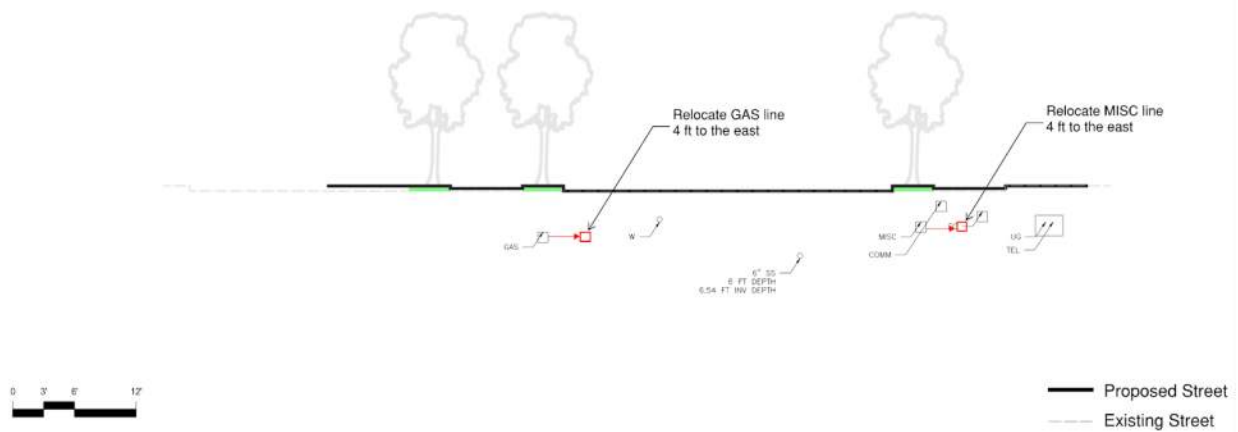 Relocate GAS line
4 ft to the east
Relocate MISC line
4 ft to the east
GAS
W
MISC
COMM
UG
TEL
6" SS
6 FT DEPTH
6.54 FT INV DEPTH
0 3' 6' 12'
Proposed Street
Existing Street